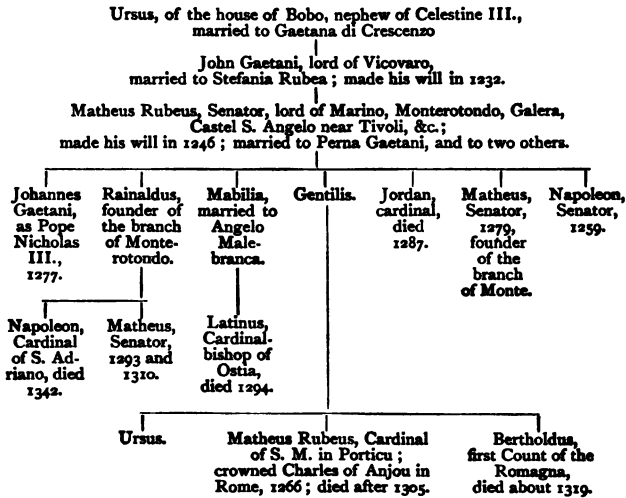 Ursus, of the house of Bobo, nephew of Celestine III.,
married to Gaetana di Crescenzo
John Gaetani, lord of Vicovaro,
married to Stefania Rubea ; made his will in 1232.
Matheus Rubeus, Senator, lord of Marino, Monterotondo, Galera,
Castel S. Angelo near Tivoli, &c.;
made his will in 1246 ; married to Perna Gaetani, and to two others.
Johannes
Gaetani,
as Pope
Nicholas
III.,
1277.
Rainaldus,
founder of
the branch
of Monte-
rotondo.
Mabilia,
married to
Angelo
Male-
branca.
Gentilis.
Jordan,
cardinal,
died
1287.
Matheus,
Senator,
1279,
founder
of the
branch
of Monte.
Napoleon,
Senator,
1259.
Napoleon,
Cardinal
of S. Ad-
riano, died
1342.
Matheus,
Senator,
1293 and
1310.
Latinus,
Cardinal-
bishop of
Ostia,
died 1294.
Ursus.
Matheus Rubeus, Cardinal
of S. M. in Porticu ;
crowned Charles of Anjou in
Rome, 1266 ; died after 1305.
Bertholdus,
first Count of the
Romagna,
died about 1319.